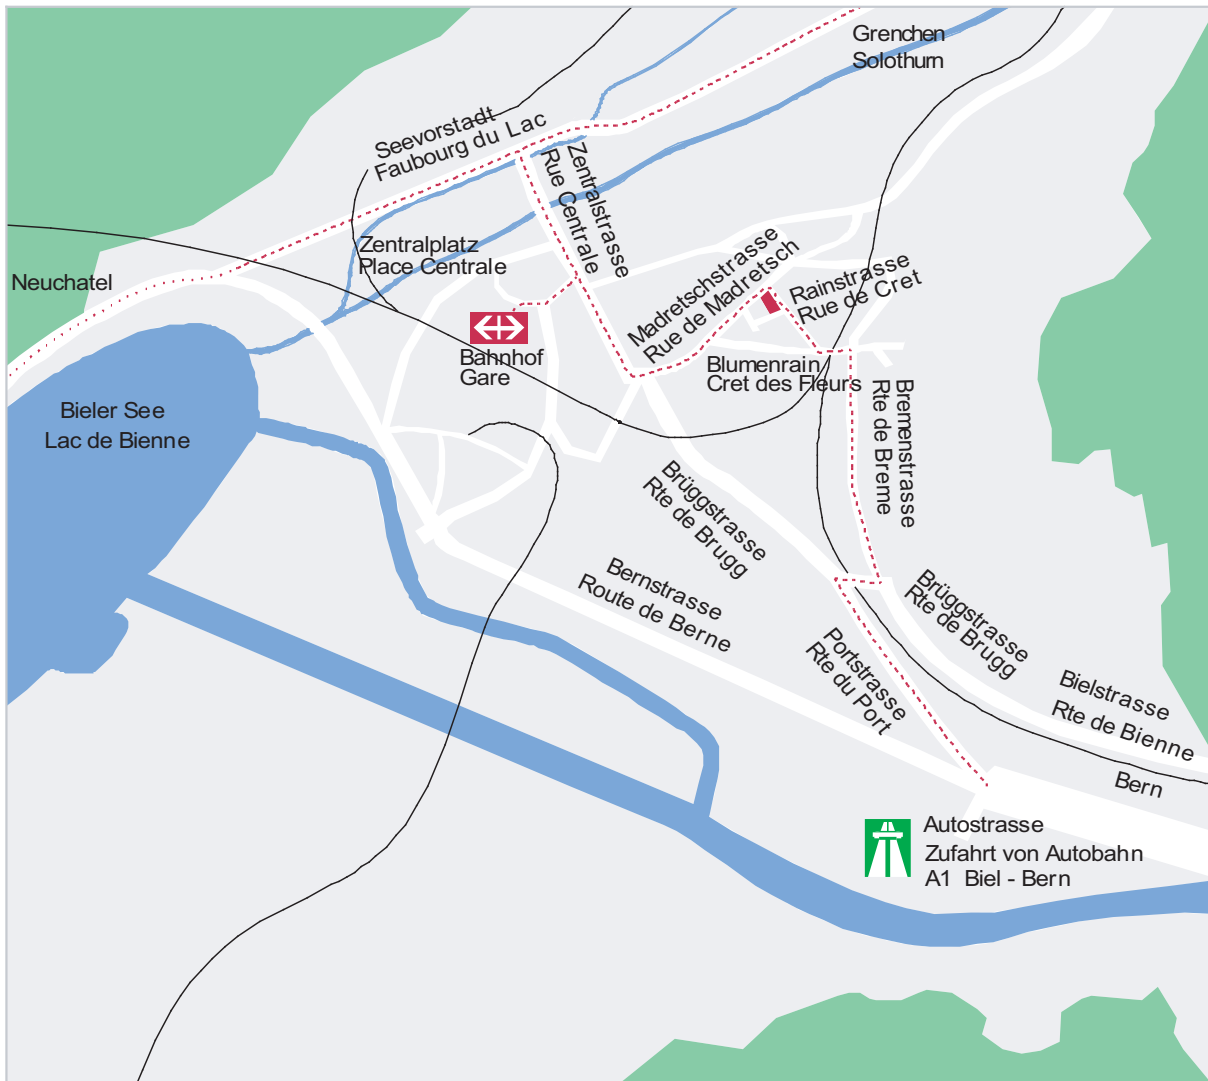 Grenchen
Solothurn
Seevorstadt
Faubourg du Lac
Zentralstrasse
Rue Centrale
Zentralplatz
Place Centrale
Neuchatel
Madretschstrasse
Rue de Madretsch
Rainstrasse
Rue de Cret
Bahnhof
Gare
Blumenrain
Cret des Fleurs
Bremenstrasse
Rte de Breme
Bieler See
Lac de Bienne
Brüggstrasse
Rte de Brugg
Bernstrasse
Route de Berne
Brüggstrasse
Rte de Brugg
Portstrasse
Rte du Port
Bielstrasse
Rte de Bienne
Bern
Autostrasse
Zufahrt von Autobahn
A1 Biel - Bern